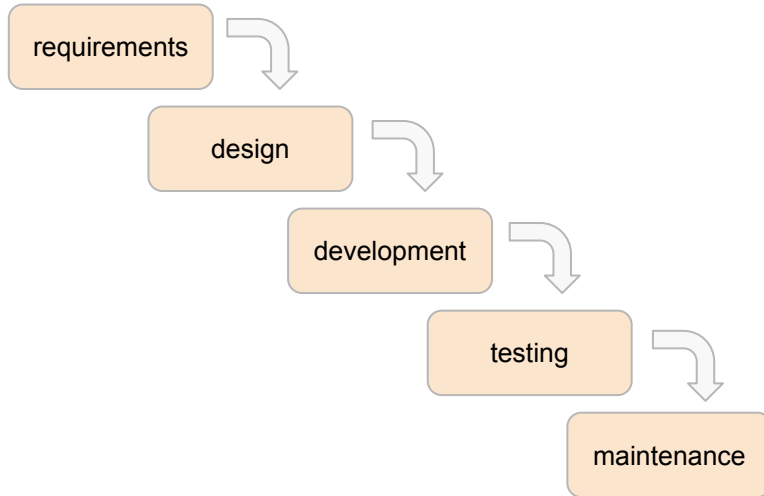 requirements
design
development
testing
maintenance